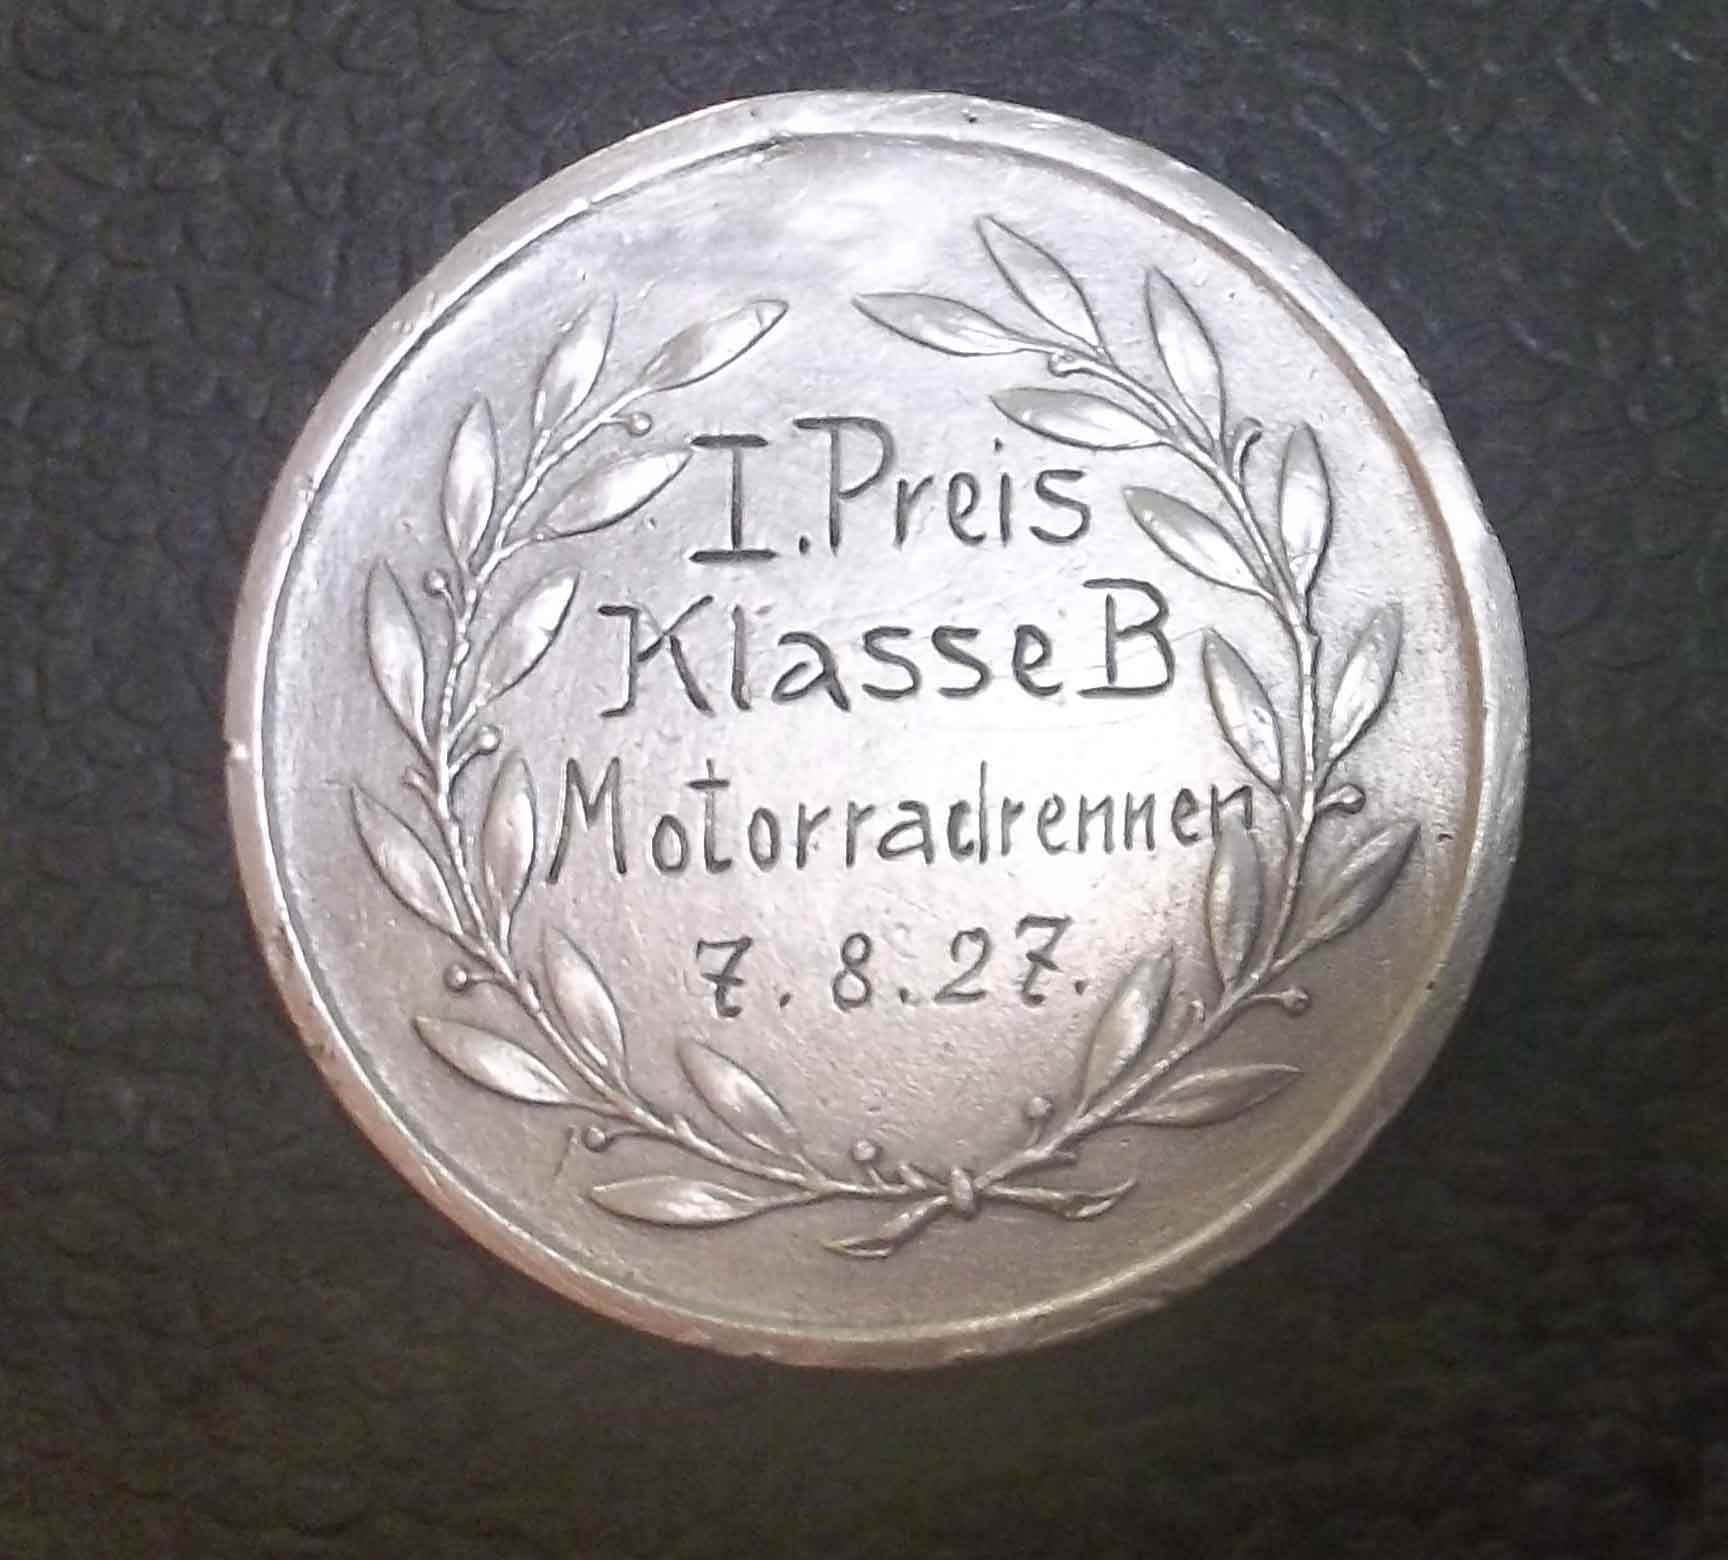 I. Preis
Klasse B
Motorradrennen
7. 8. 27.